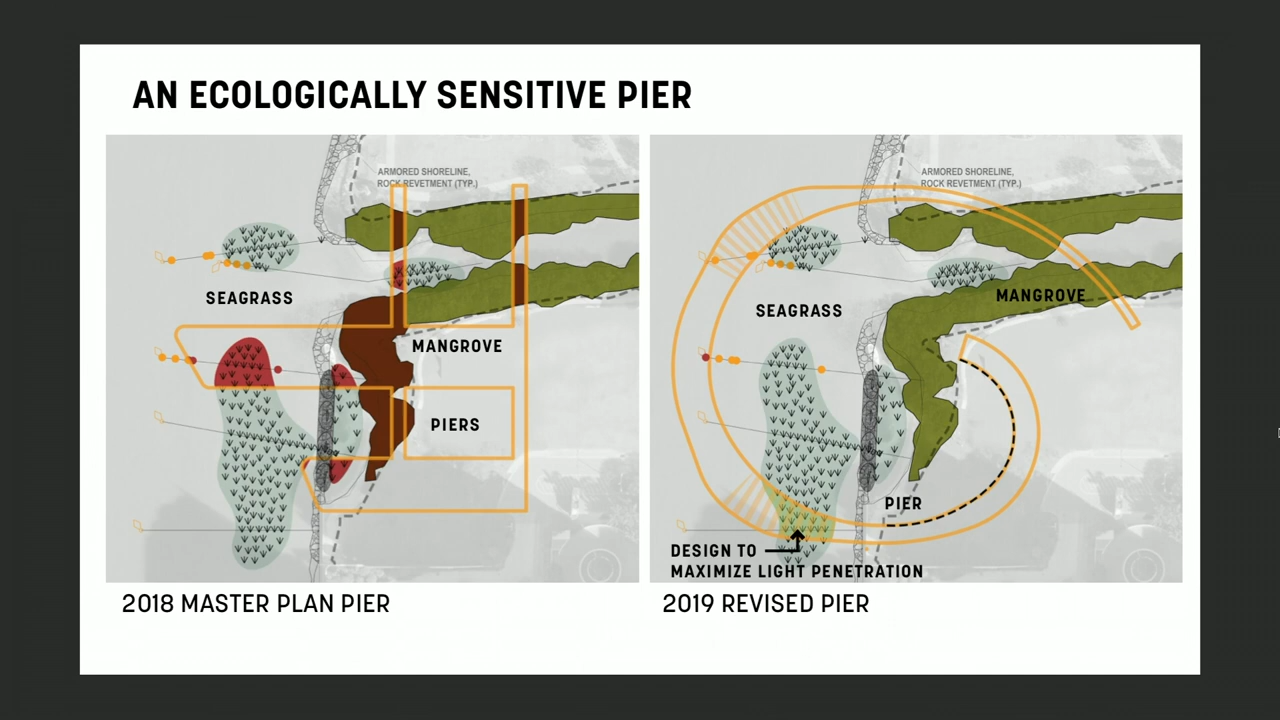 AN ECOLOGICALLY SENSITIVE PIER
ARMORED SHORELINE,
ROCK REVETMENT (TYP.)
SEAGRASS
MANGROVE
PIERS
2018 MASTER PLAN PIER
ARMORED SHORELINE,
ROCK REVETMENT (TYP.)
MANGROVE
SEAGRASS
PIER
DESIGN TO
MAXIMIZE LIGHT PENETRATION
2019 REVISED PIER